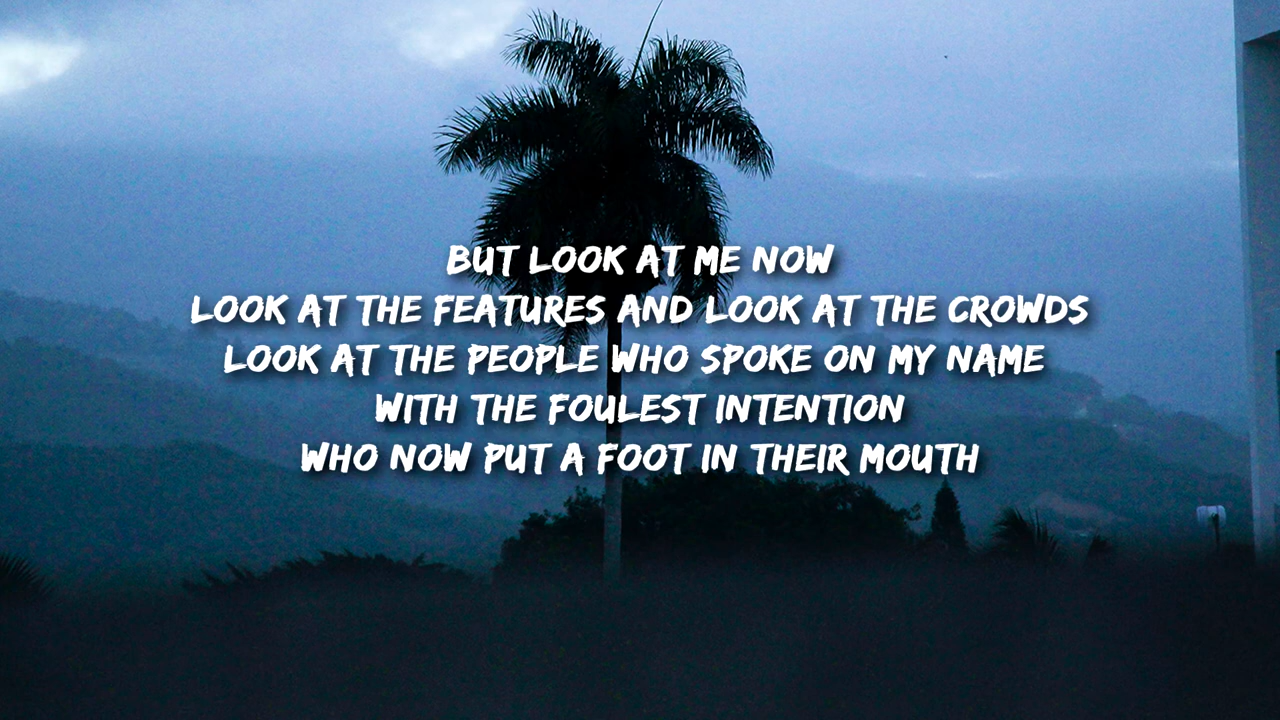 BUT LOOK AT ME NOW
LOOK AT THE FEATURES AND LOOK AT THE CROWDS
LOOK AT THE PEOPLE WHO SPOKE ON MY NAME
WITH THE FOULEST INTENTION
WHO NOW PUT A FOOT IN THEIR MOUTH